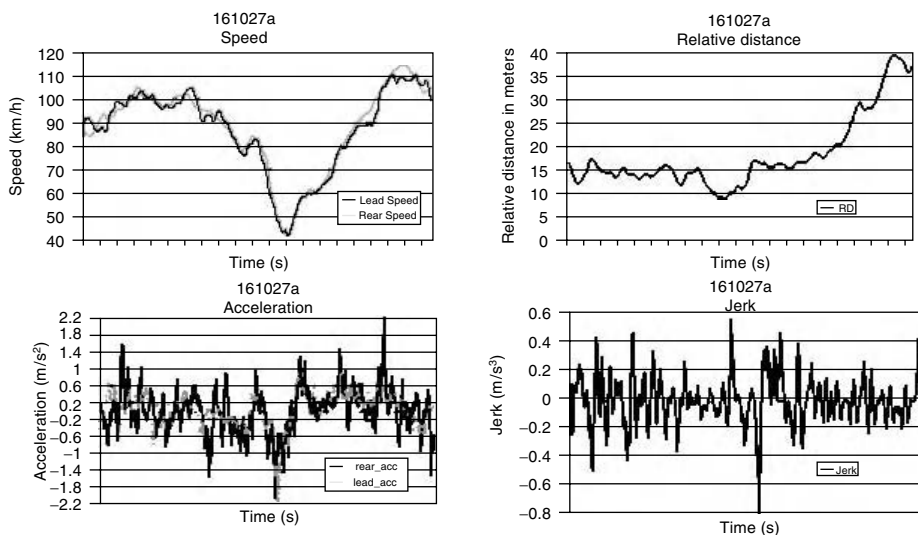 161027a
Speed
Speed (km/h)
120
110
100
90
80
70
60
50
40
Lead Speed
Rear Speed
Time (s)
161027a
Relative distance
Relative distance in meters
40
35
30
25
20
15
10
5
0
RD
Time (s)
161027a
Acceleration
Acceleration (m/s²)
2.2
1.8
1.4
1
0.6
0.2
−0.2
−0.6
−1
−1.4
−1.8
−2.2
rear_acc
lead_acc
Time (s)
161027a
Jerk
Jerk (m/s³)
0.6
0.4
0.2
0
−0.2
−0.4
−0.6
−0.8
Jerk
Time (s)